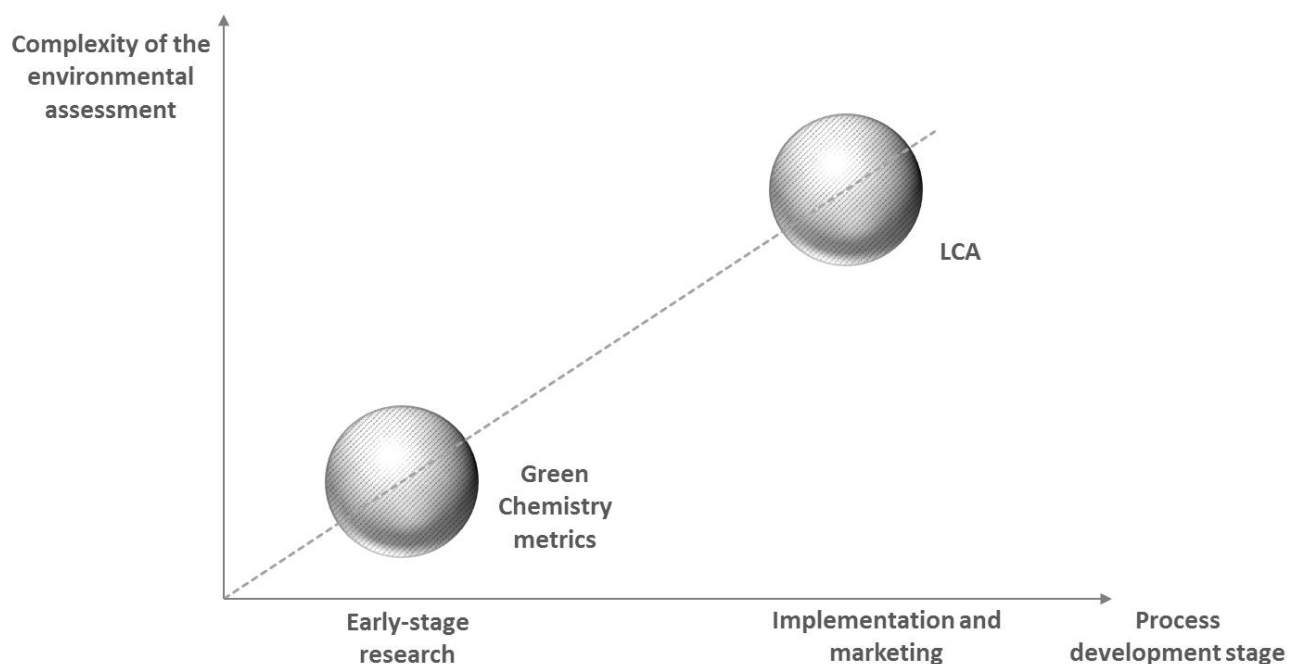 Complexity of the
environmental
assessment
LCA
Green
Chemistry
metrics
Early-stage
research
Implementation and
marketing
Process
development stage